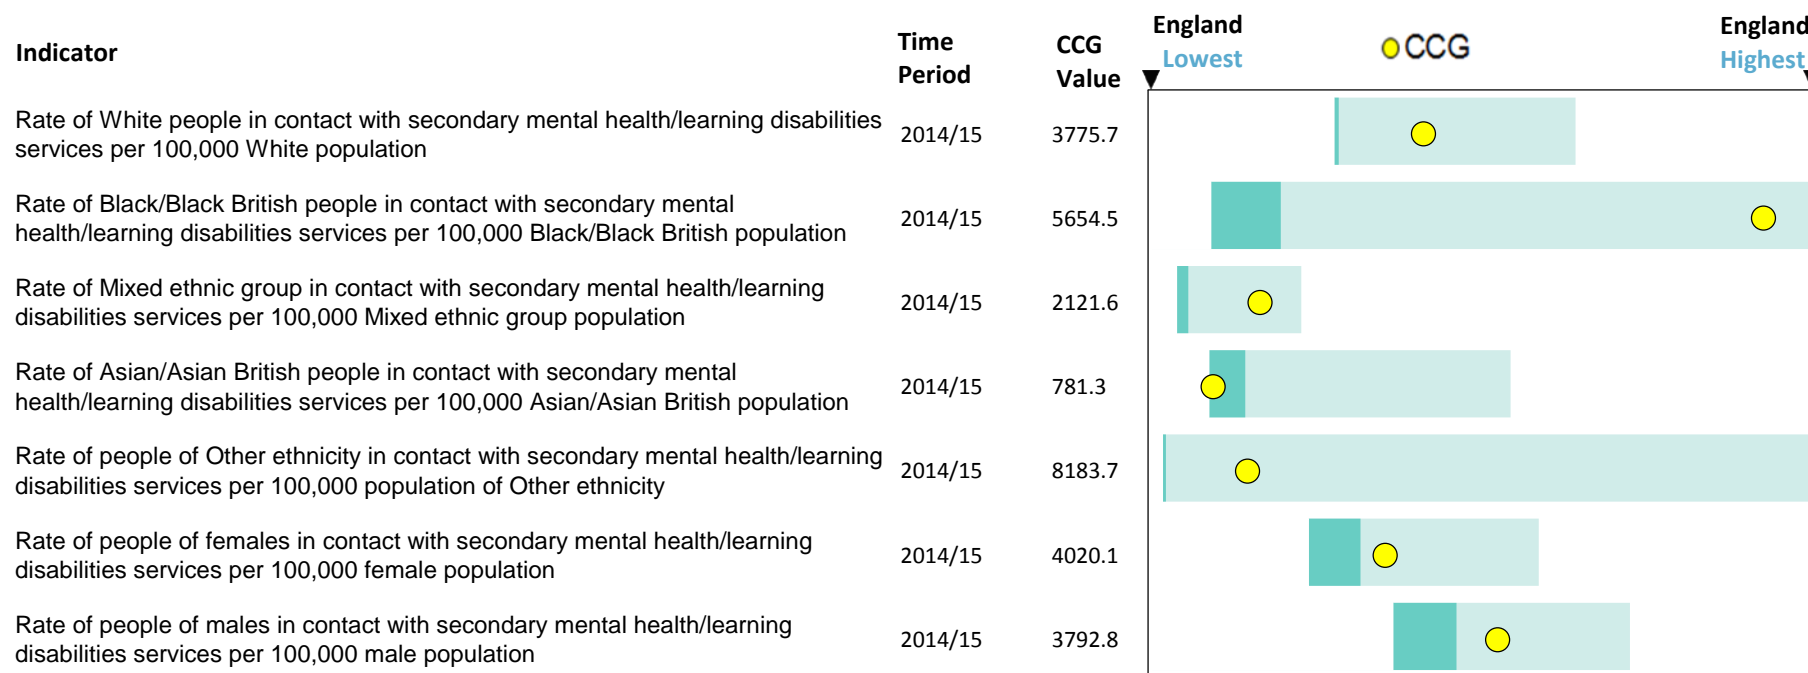 Indicator
Time
Period
CCG
Value
England
Lowest
CCG
England
Highest
Rate of White people in contact with secondary mental health/learning disabilities
services per 100,000 White population
2014/15
3775.7
Rate of Black/Black British people in contact with secondary mental
health/learning disabilities services per 100,000 Black/Black British population
2014/15
5654.5
Rate of Mixed ethnic group in contact with secondary mental health/learning
disabilities services per 100,000 Mixed ethnic group population
2014/15
2121.6
Rate of Asian/Asian British people in contact with secondary mental
health/learning disabilities services per 100,000 Asian/Asian British population
2014/15
781.3
Rate of people of Other ethnicity in contact with secondary mental health/learning
disabilities services per 100,000 population of Other ethnicity
2014/15
8183.7
Rate of people of females in contact with secondary mental health/learning
disabilities services per 100,000 female population
2014/15
4020.1
Rate of people of males in contact with secondary mental health/learning
disabilities services per 100,000 male population
2014/15
3792.8